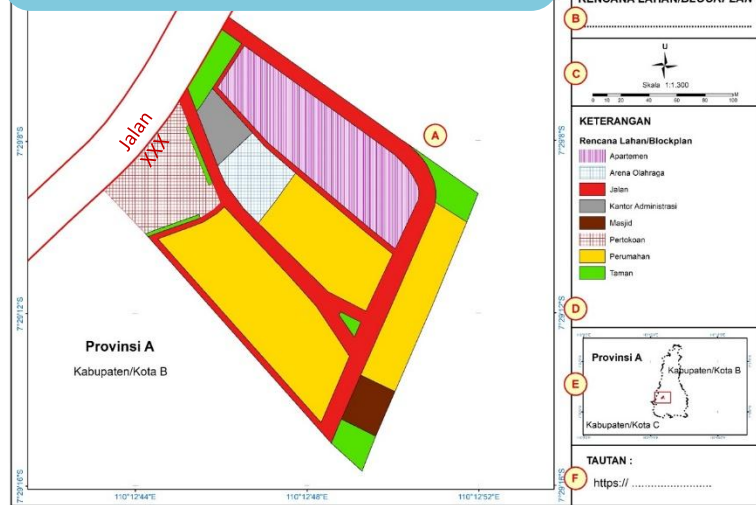 RENCANA LAHAN/BLOCKPLAN
B
..........................................
U
C
Skala 1:1.300
0 10 20 40 60 80 100
M
KETERANGAN
Rencana Lahan/Blockplan
Apartemen
Arena Olahraga
Jalan
Kantor Administrasi
Masjid
Pertokoan
Perumahan
Taman
D
Provinsi A
Kabupaten/Kota B
E
Kabupaten/Kota C
TAUTAN :
F
https:// ......................
Jalan
XXX
A
Provinsi A
Kabupaten/Kota B
7°29'8"S
7°29'12"S
7°29'16"S
7°29'8"S
7°29'12"S
7°29'16"S
110°12'44"E
110°12'48"E
110°12'52"E